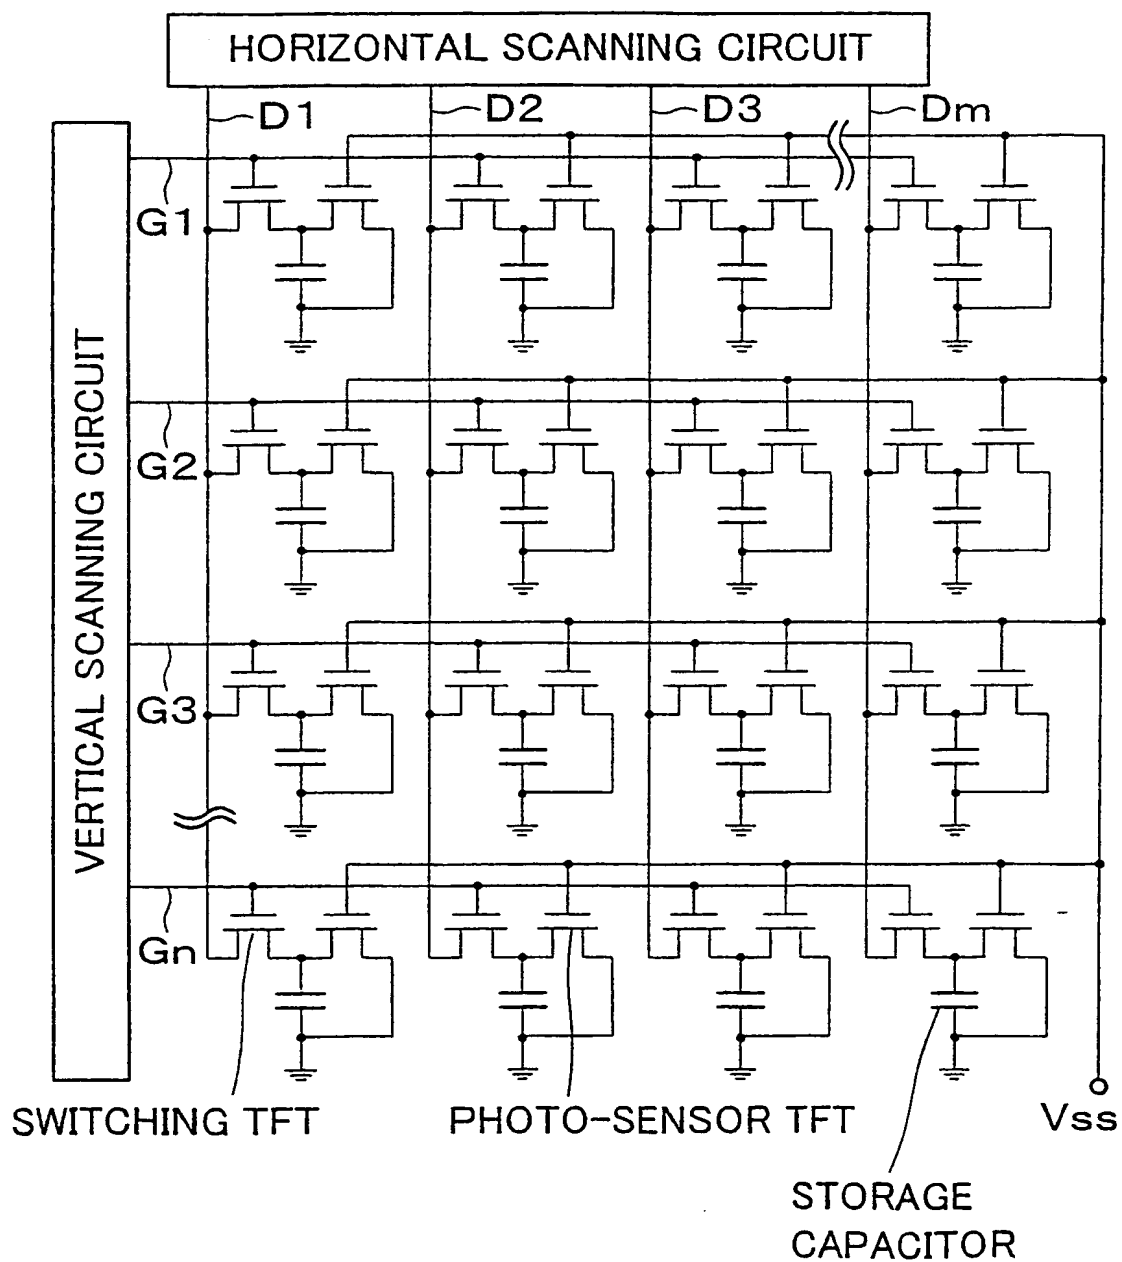 HORIZONTAL SCANNING CIRCUIT
D1
D2
D3
Dm
G1
G2
G3
Gn
VERTICAL SCANNING CIRCUIT
SWITCHING TFT
PHOTO-SENSOR TFT
Vss
STORAGE
CAPACITOR